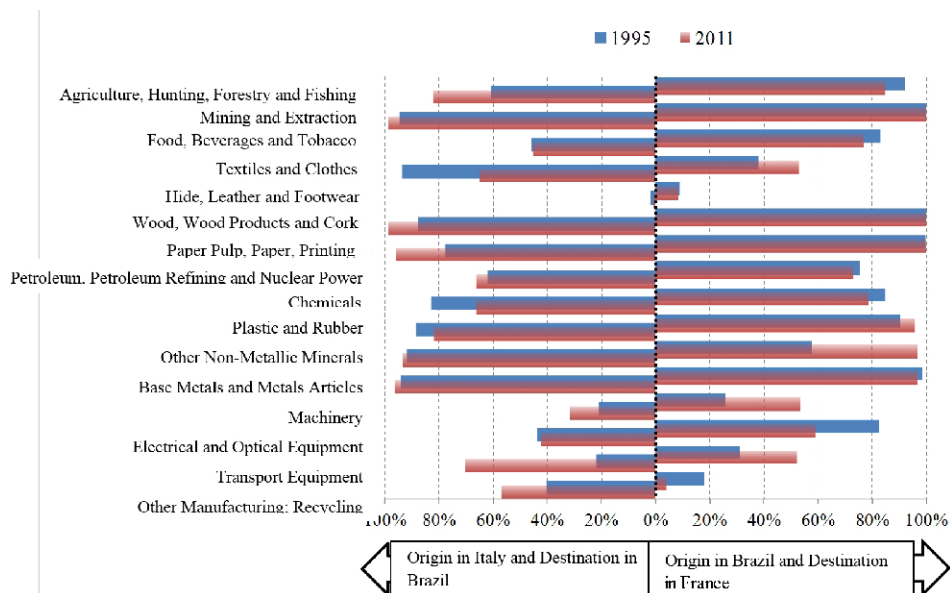 1995 2011
Agriculture, Hunting, Forestry and Fishing
Mining and Extraction
Food, Beverages and Tobacco
Textiles and Clothes
Hide, Leather and Footwear
Wood, Wood Products and Cork
Paper Pulp, Paper, Printing
Petroleum. Petroleum Refining and Nuclear Power
Chemicals
Plastic and Rubber
Other Non-Metallic Minerals
Base Metals and Metals Articles
Machinery
Electrical and Optical Equipment
Transport Equipment
Other Manufacturing: Recycling
100% 80% 60% 40% 20% 0% 20% 40% 60% 80% 100%
Origin in Italy and Destination in
Brazil
Origin in Brazil and Destination
in France